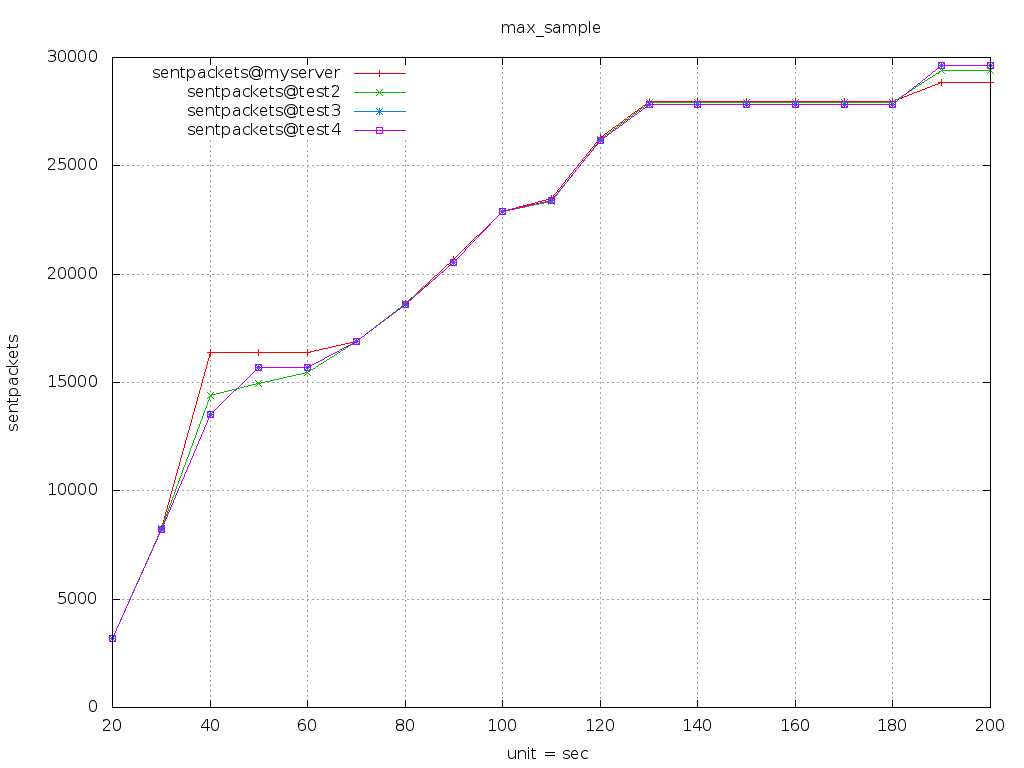 max_sample
30000
25000
20000
15000
10000
5000
0
sentpackets@myserver
sentpackets@test2
sentpackets@test3
sentpackets@test4
sentpackets
20 40 60 80 100 120 140 160 180 200
unit = sec